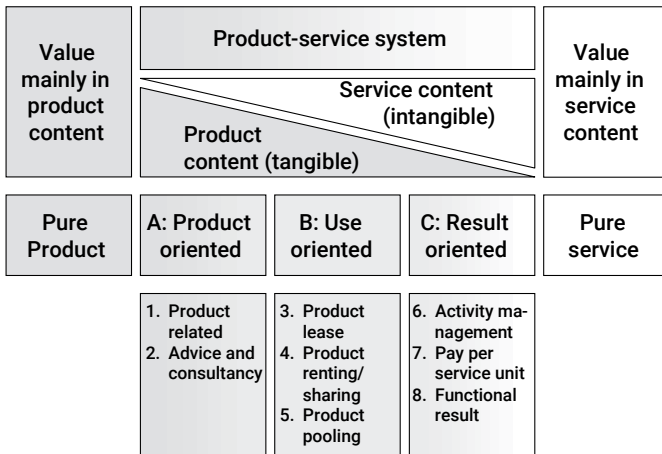 Value
mainly in
product
content
Product-service system
Service content
(intangible)
Product
content (tangible)
Value
mainly in
service
content
Pure
Product
A: Product
oriented
B: Use
oriented
C: Result
oriented
Pure
service
1. Product
related
2. Advice and
consultancy
3. Product
lease
4. Product
renting/
sharing
5. Product
pooling
6. Activity ma-
nagement
7. Pay per
service unit
8. Functional
result